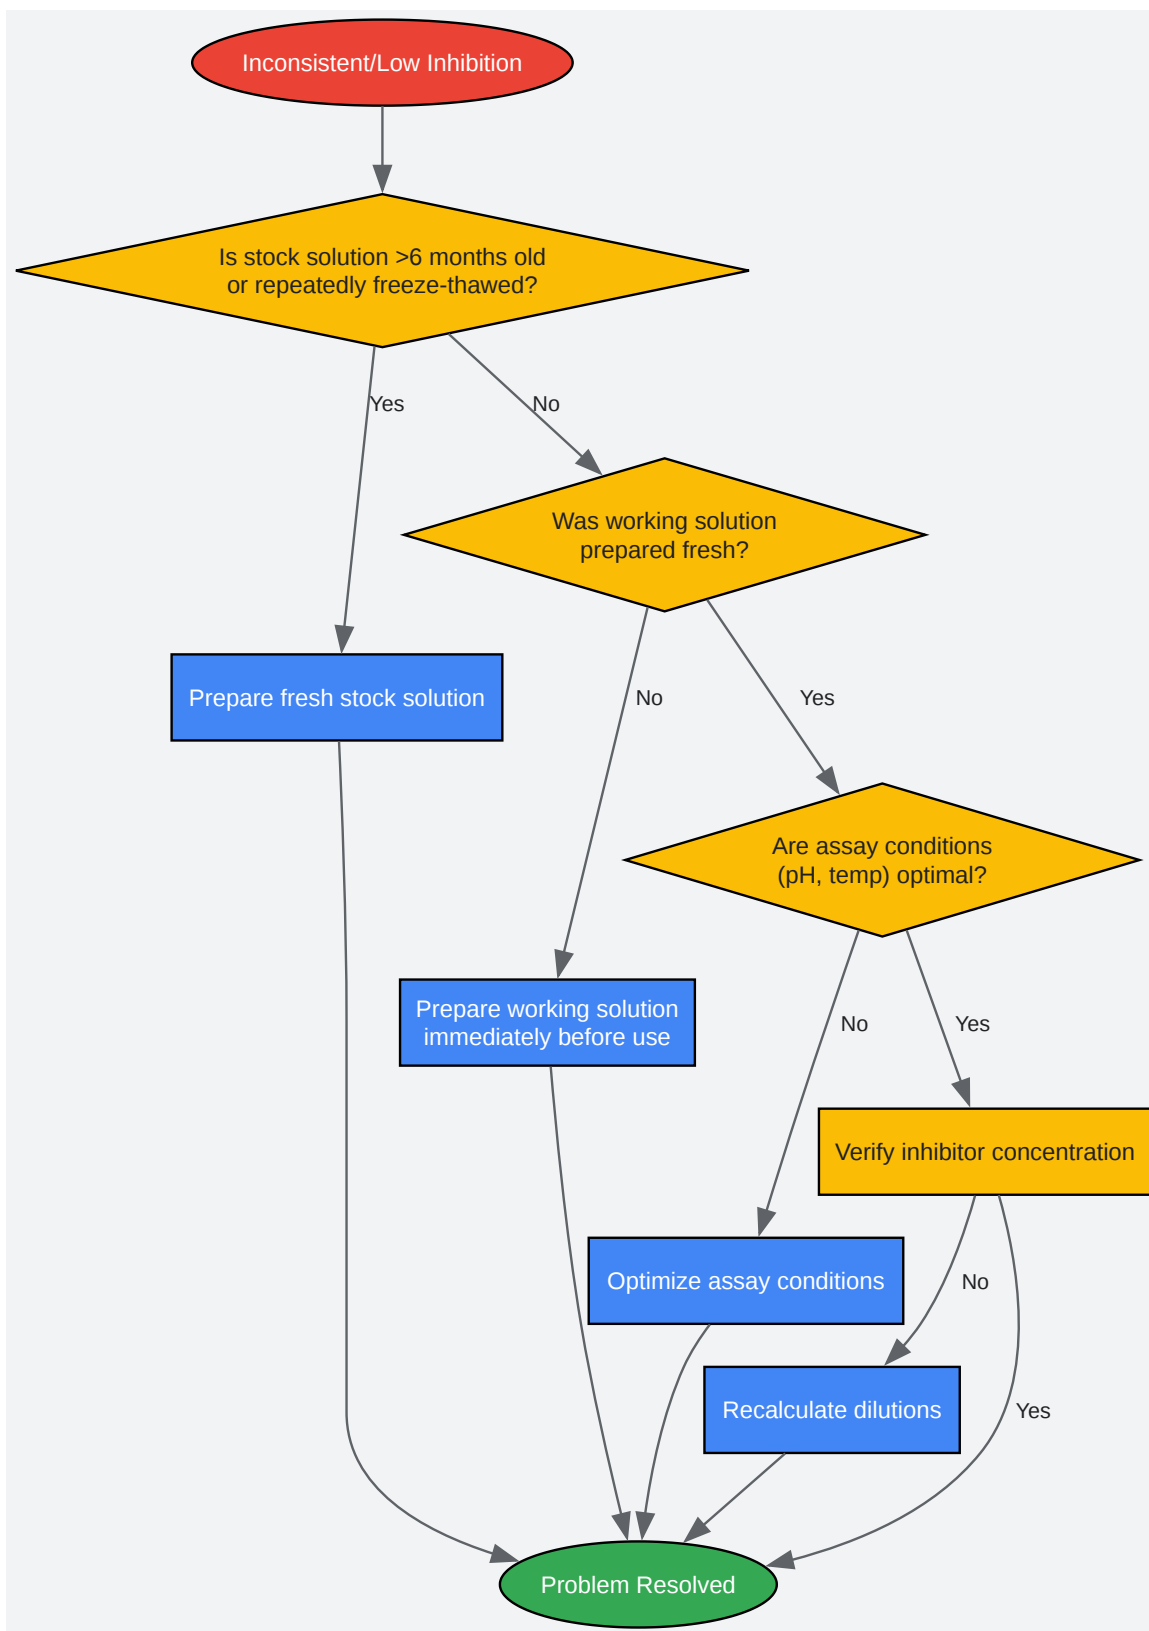 Inconsistent/Low Inhibition
Is stock solution >6 months old
or repeatedly freeze-thawed?
Yes
No
Was working solution
prepared fresh?
Prepare fresh stock solution
No
Yes
Are assay conditions
(pH, temp) optimal?
Prepare working solution
immediately before use
No
Yes
Verify inhibitor concentration
Optimize assay conditions
No
Recalculate dilutions
Yes
Problem Resolved